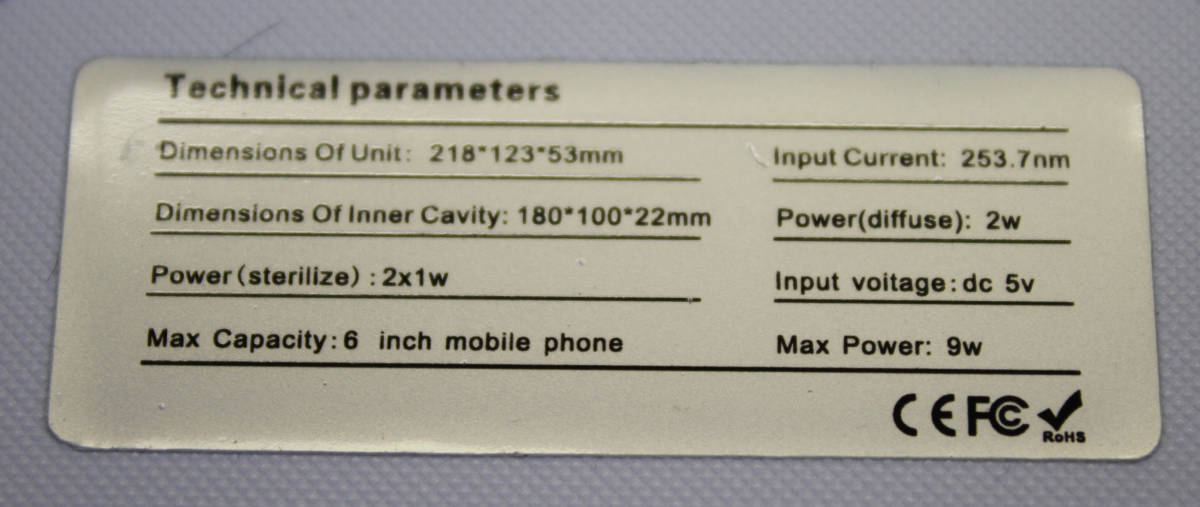 Technical parameters
Dimensions Of Unit: 218*123*53mm
Input Current: 253.7nm
Dimensions Of Inner Cavity: 180*100*22mm
Power(diffuse): 2w
Power(sterilize) :2x1w
Input voitage:dc 5v
Max Capacity:6 inch mobile phone
Max Power: 9w
CE FC RoHS